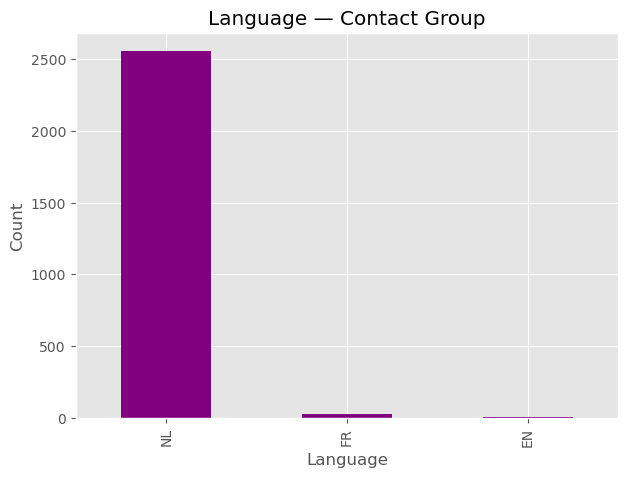 Language — Contact Group
2500
2000
1500
1000
500
0
Count
NL
FR
EN
Language